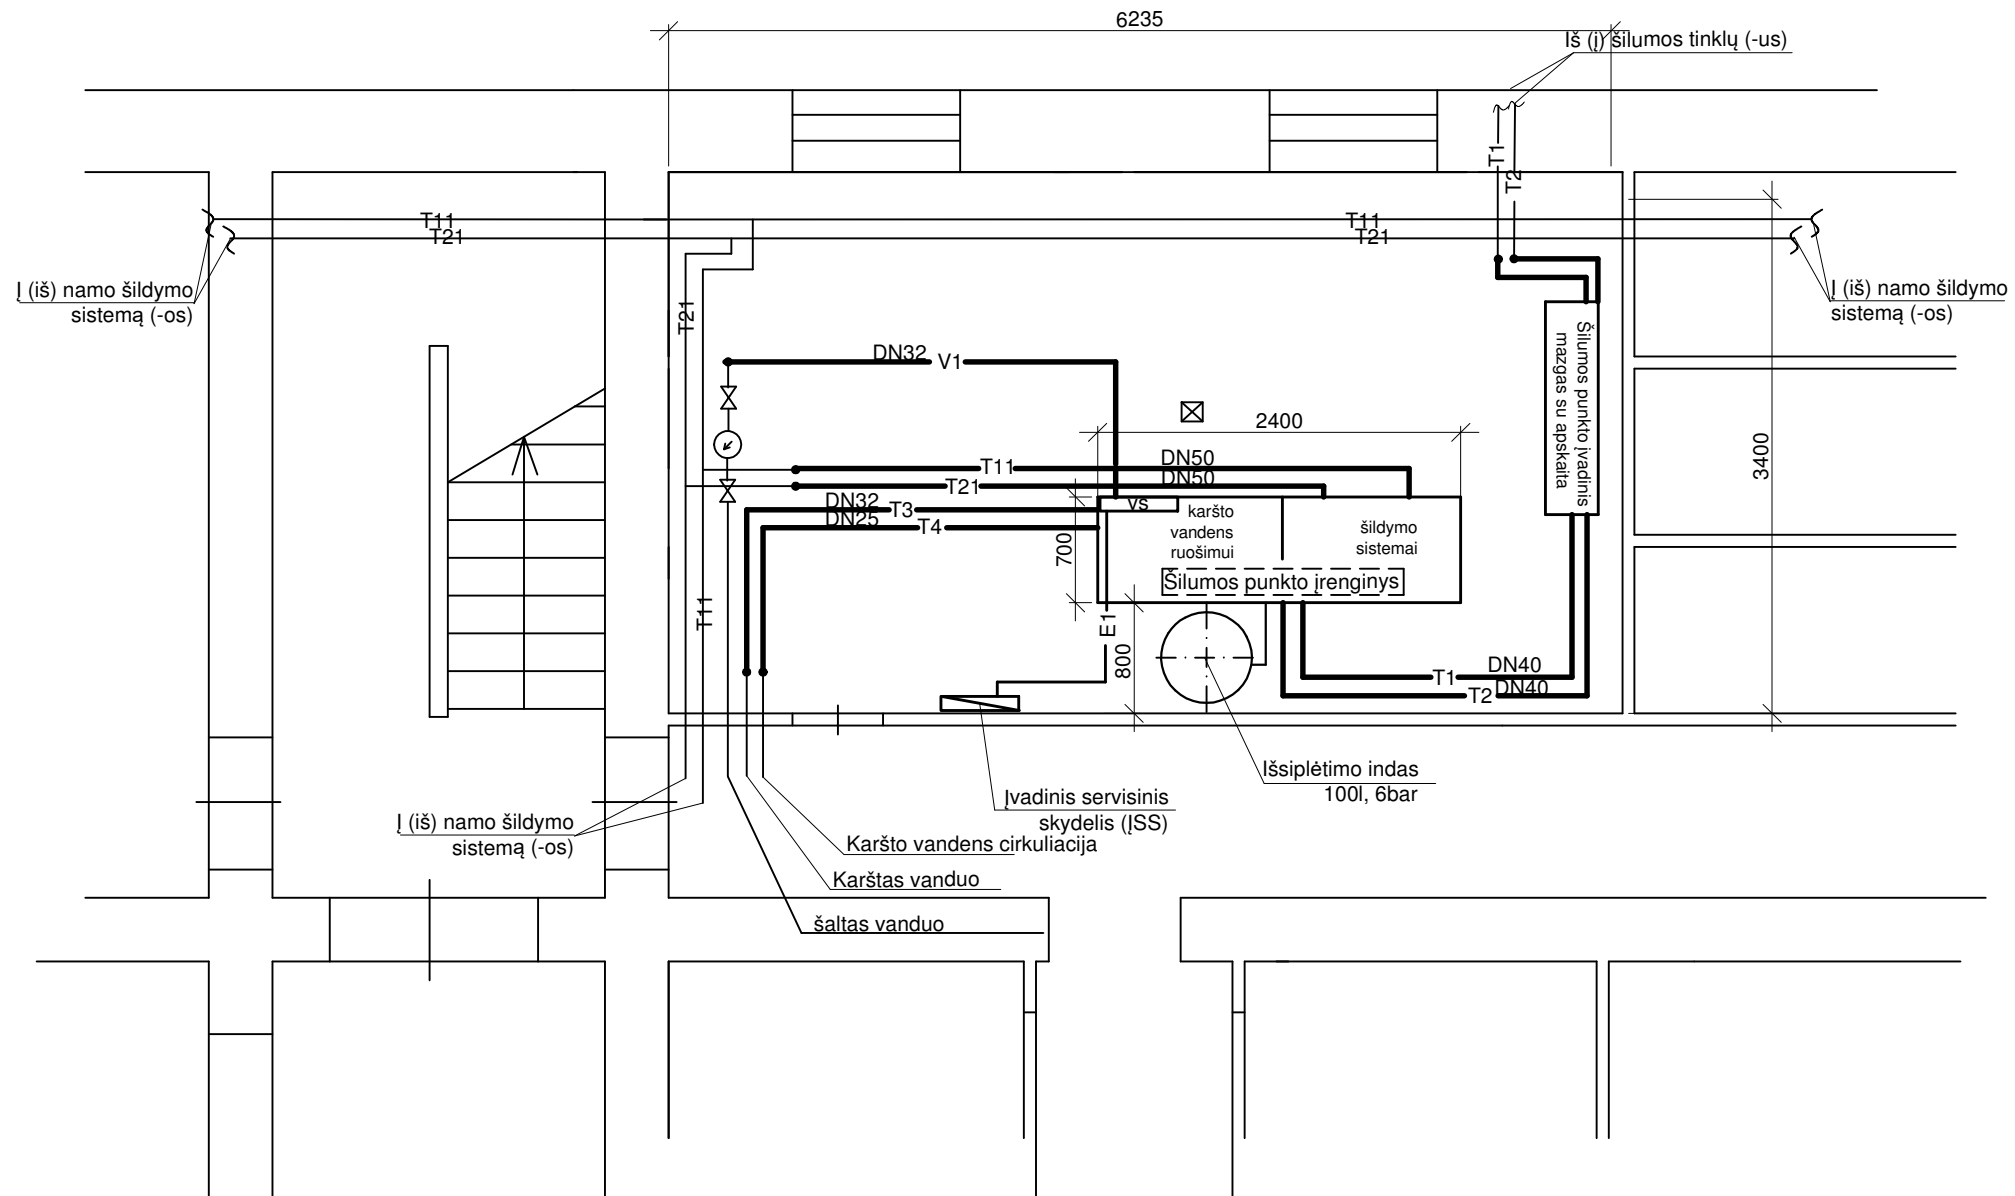 6235
Iš (į) šilumos tinklų (-us)
T1
T2
T11
T21
T11
T21
Į (iš) namo šildymo
sistemą (-os)
Į (iš) namo šildymo
sistemą (-os)
T21
DN32
V1
Šilumos punkto įvadinis
mazgas su apskaita
2400
3400
T11
DN50
T21
DN50
DN32
T3
DN25
T4
vs
karšto
vandens
ruošimui
šildymo
sistemai
700
Šilumos punkto įrenginys
T11
E1
800
DN40
T1
T2
DN40
Išsiplėtimo indas
100l, 6bar
Įvadinis servisinis
skydelis (ĮSS)
Į (iš) namo šildymo
sistemą (-os)
Karšto vandens cirkuliacija
Karštas vanduo
šaltas vanduo